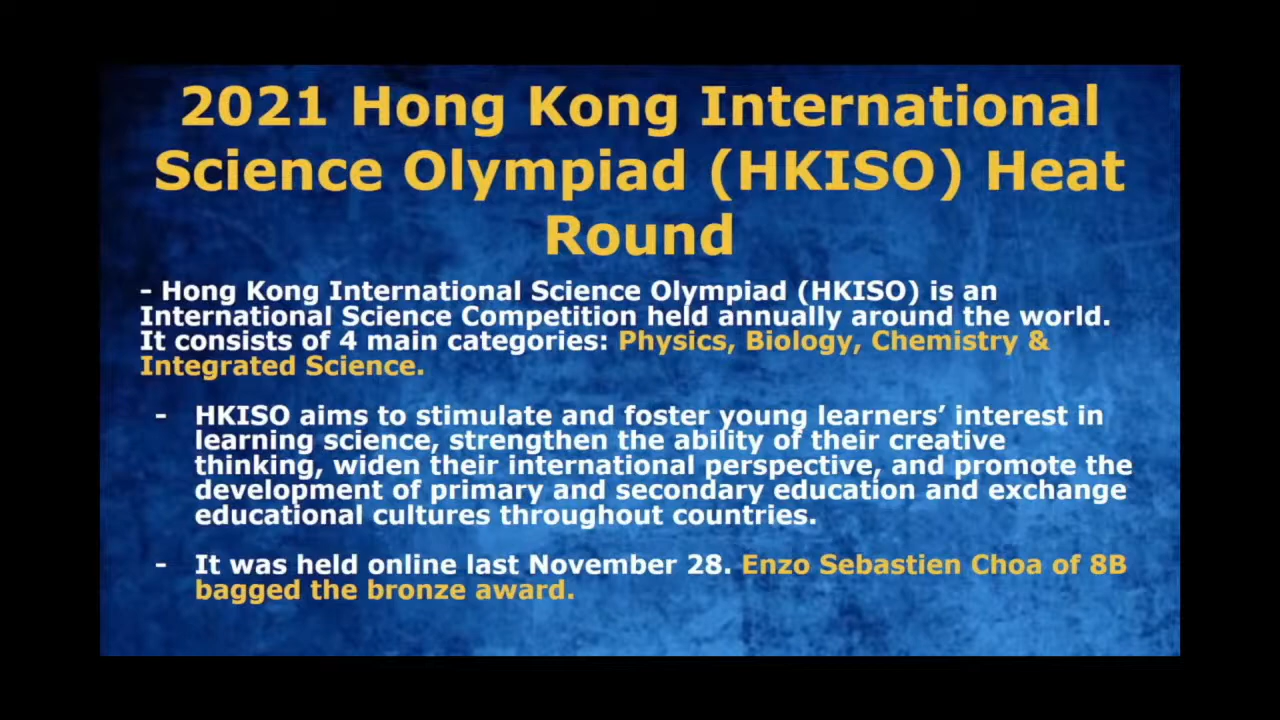 2021 Hong Kong International
Science Olympiad (HKISO) Heat
Round
- Hong Kong International Science Olympiad (HKISO) is an
International Science Competition held annually around the world.
It consists of 4 main categories: Physics, Biology, Chemistry &
Integrated Science.
- HKISO aims to stimulate and foster young learners’ interest in
learning science, strengthen the ability of their creative
thinking, widen their international perspective, and promote the
development of primary and secondary education and exchange
educational cultures throughout countries.
- It was held online last November 28. Enzo Sebastien Choa of 8B
bagged the bronze award.